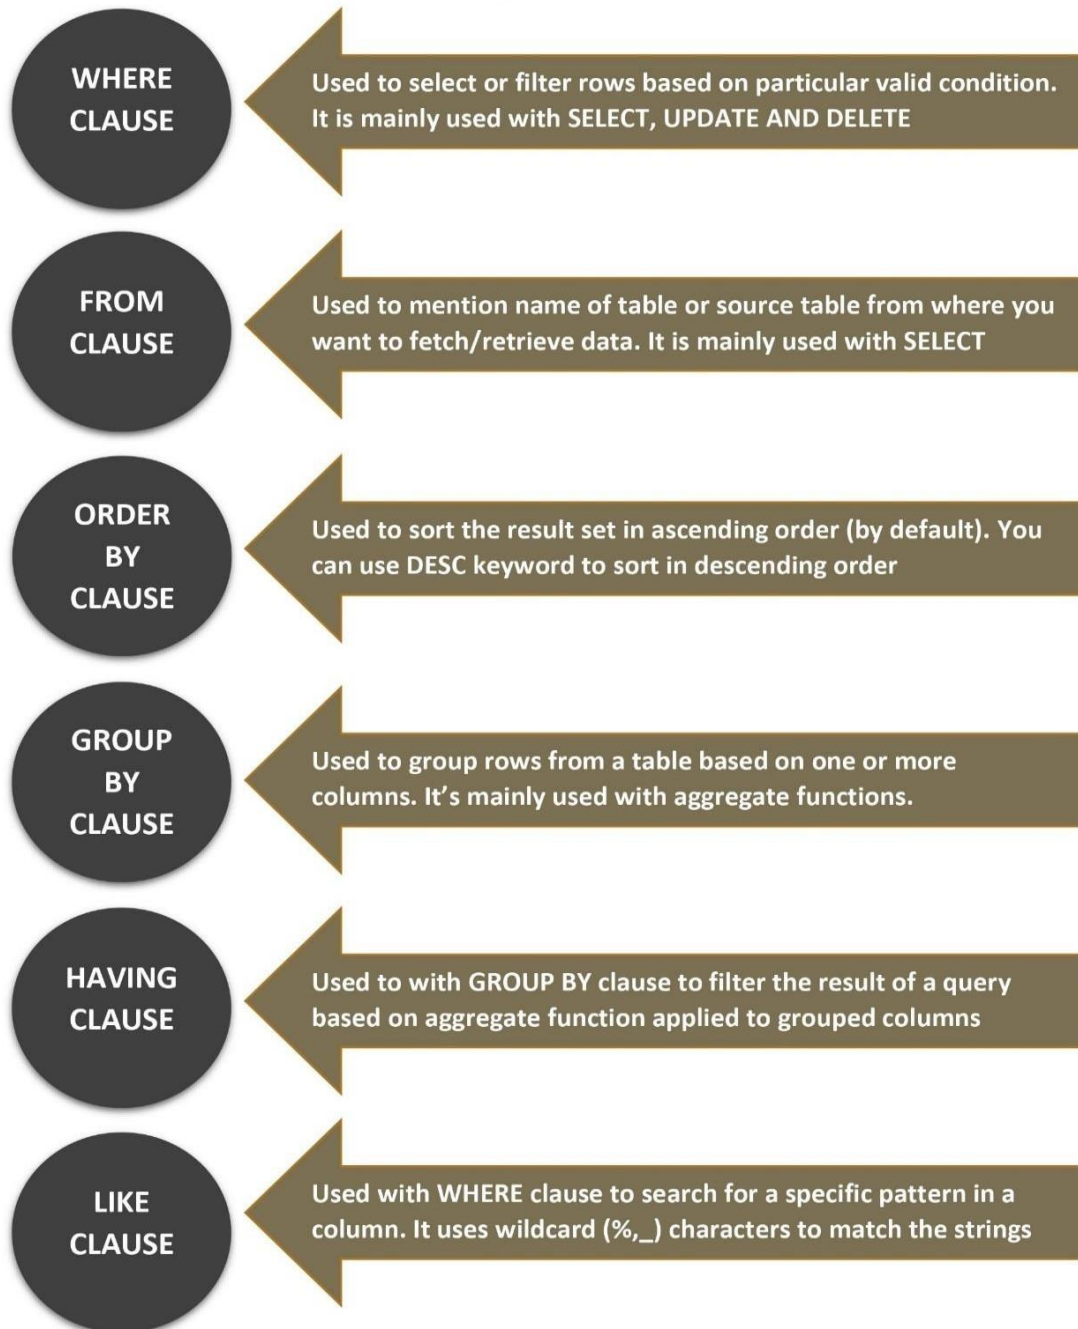 WHERE
CLAUSE
Used to select or filter rows based on particular valid condition.
It is mainly used with SELECT, UPDATE AND DELETE
FROM
CLAUSE
Used to mention name of table or source table from where you
want to fetch/retrieve data. It is mainly used with SELECT
ORDER
BY
CLAUSE
Used to sort the result set in ascending order (by default). You
can use DESC keyword to sort in descending order
GROUP
BY
CLAUSE
Used to group rows from a table based on one or more
columns. It’s mainly used with aggregate functions.
HAVING
CLAUSE
Used to with GROUP BY clause to filter the result of a query
based on aggregate function applied to grouped columns
LIKE
CLAUSE
Used with WHERE clause to search for a specific pattern in a
column. It uses wildcard (%,_) characters to match the strings